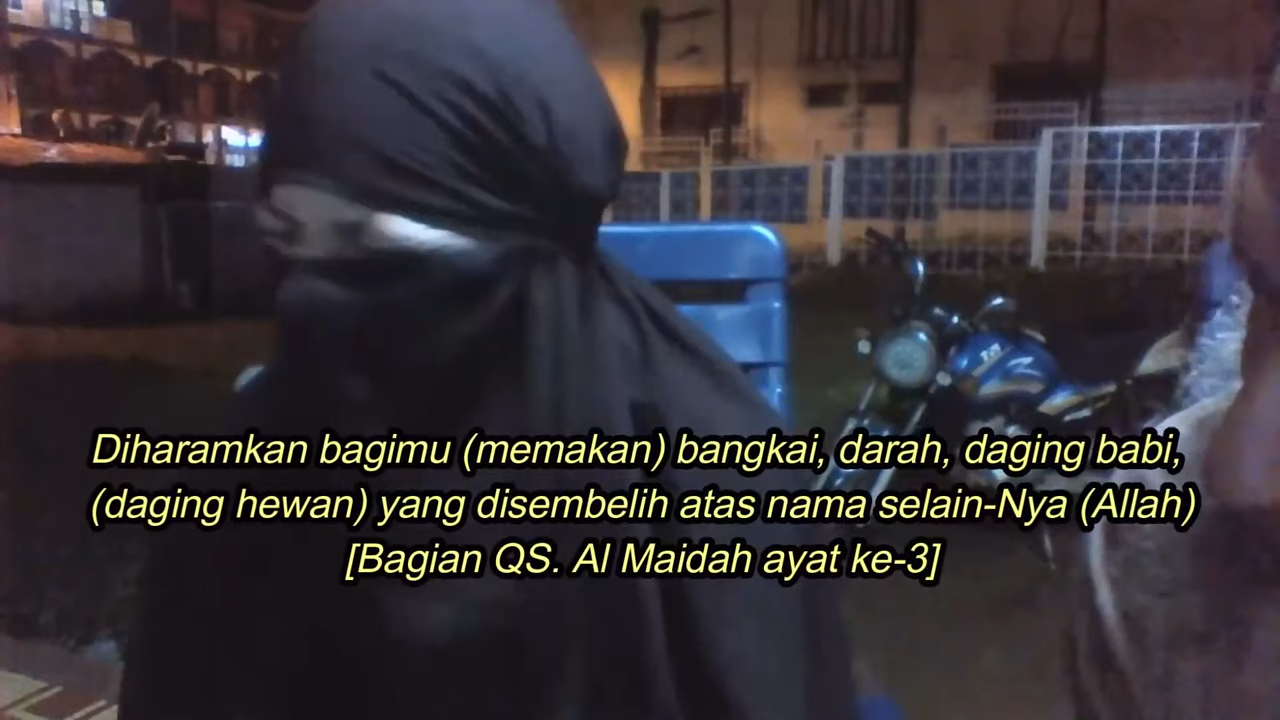 Diharamkan bagimu (memakan) bangkai, darah, daging babi,
(daging hewan) yang disembelih atas nama selain-Nya (Allah)
[Bagian QS. Al Maidah ayat ke-3]